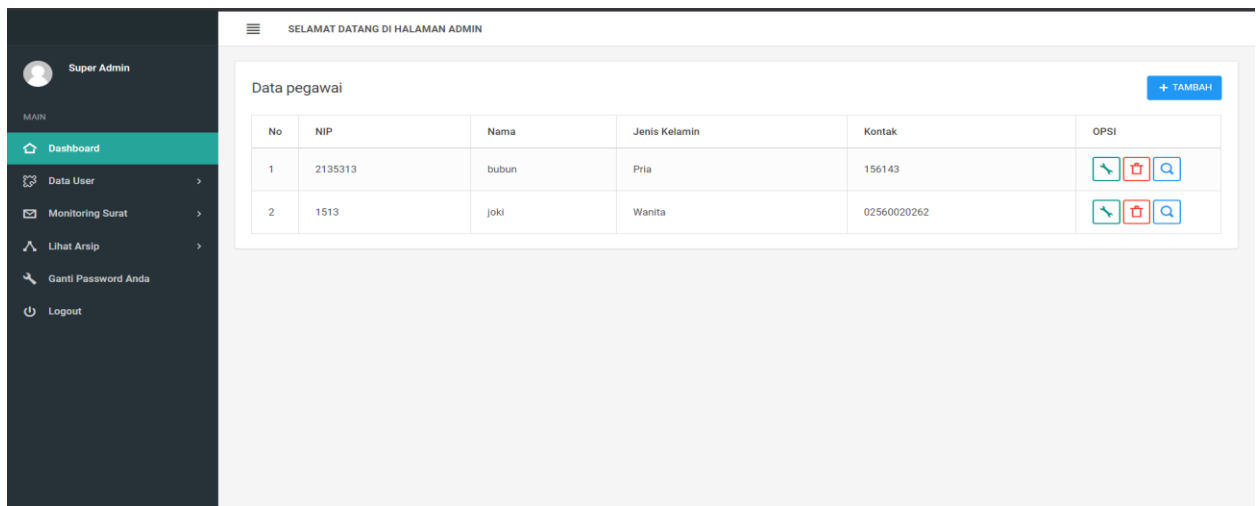 SELAMAT DATANG DI HALAMAN ADMIN
Super Admin
MAIN
Dashboard
Data User
Monitoring Surat
Lihat Arsip
Ganti Password Anda
Logout
Data pegawai
+ TAMBAH
No NIP Nama Jenis Kelamin Kontak OPSI
1 2135313 bubun Pria 156143
2 1513 joki Wanita 02560020262